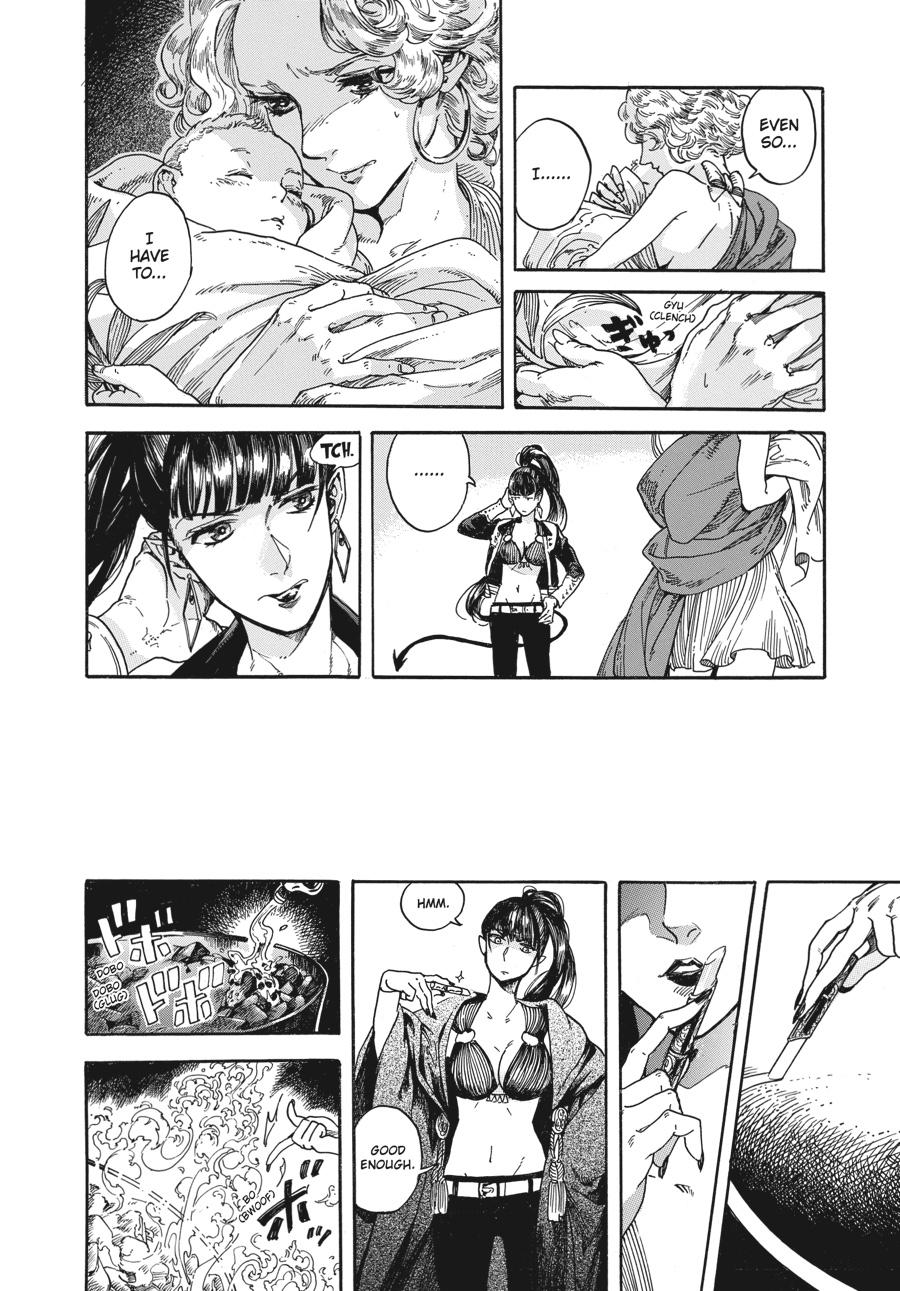 EVEN
SO...
I......
GYU
(CLENCH)
ぎゅっ
I
HAVE
TO...
......
TCH.
HMM.
GOOD
ENOUGH.
ドボ
ドボ
DOBO
DOBO
(GLUG)
BO
(BWOOF)
ボッ